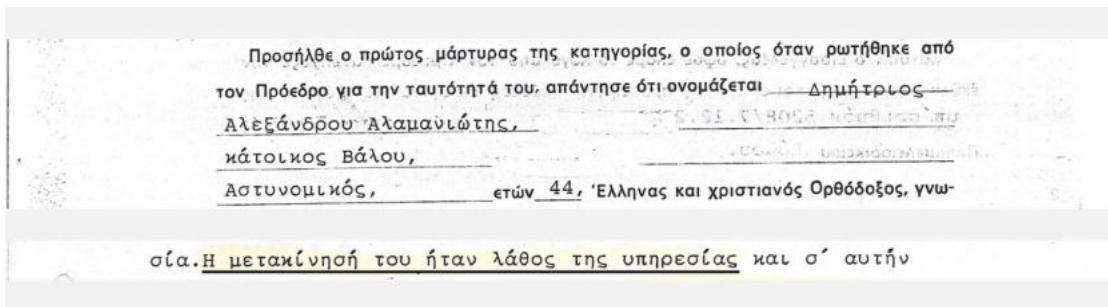 Προσήλθε ο πρώτος μάρτυρας της κατηγορίας, ο οποίος όταν ρωτήθηκε από
τον Πρόεδρο για την ταυτότητά του, απάντησε ότι ονομάζεται Δημήτριος
Αλεξάνδρου Αλαμανιώτης,
κάτοικος Βάλου,
Αστυνομικός, ετών 44, Έλληνας και χριστιανός Ορθόδοξος, γνω-
σία. Η μετακίνησή του ήταν λάθος της υπηρεσίας και σ' αυτήν